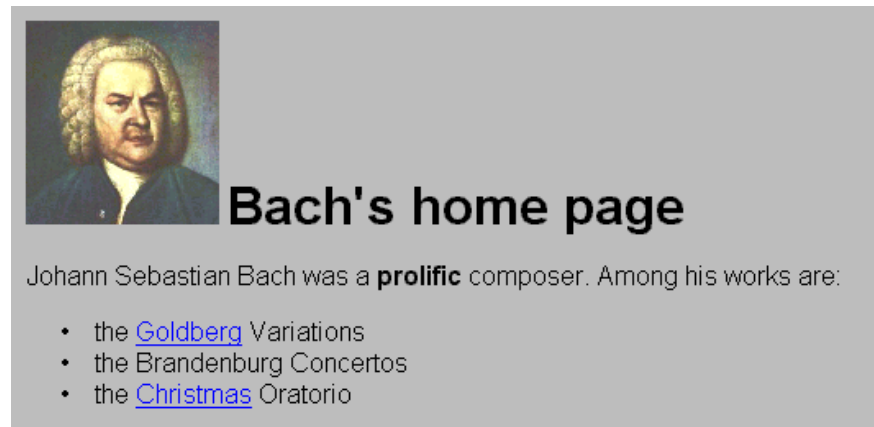 Bach's home page
Johann Sebastian Bach was a prolific composer. Among his works are:
• the Goldberg Variations
• the Brandenburg Concertos
• the Christmas Oratorio